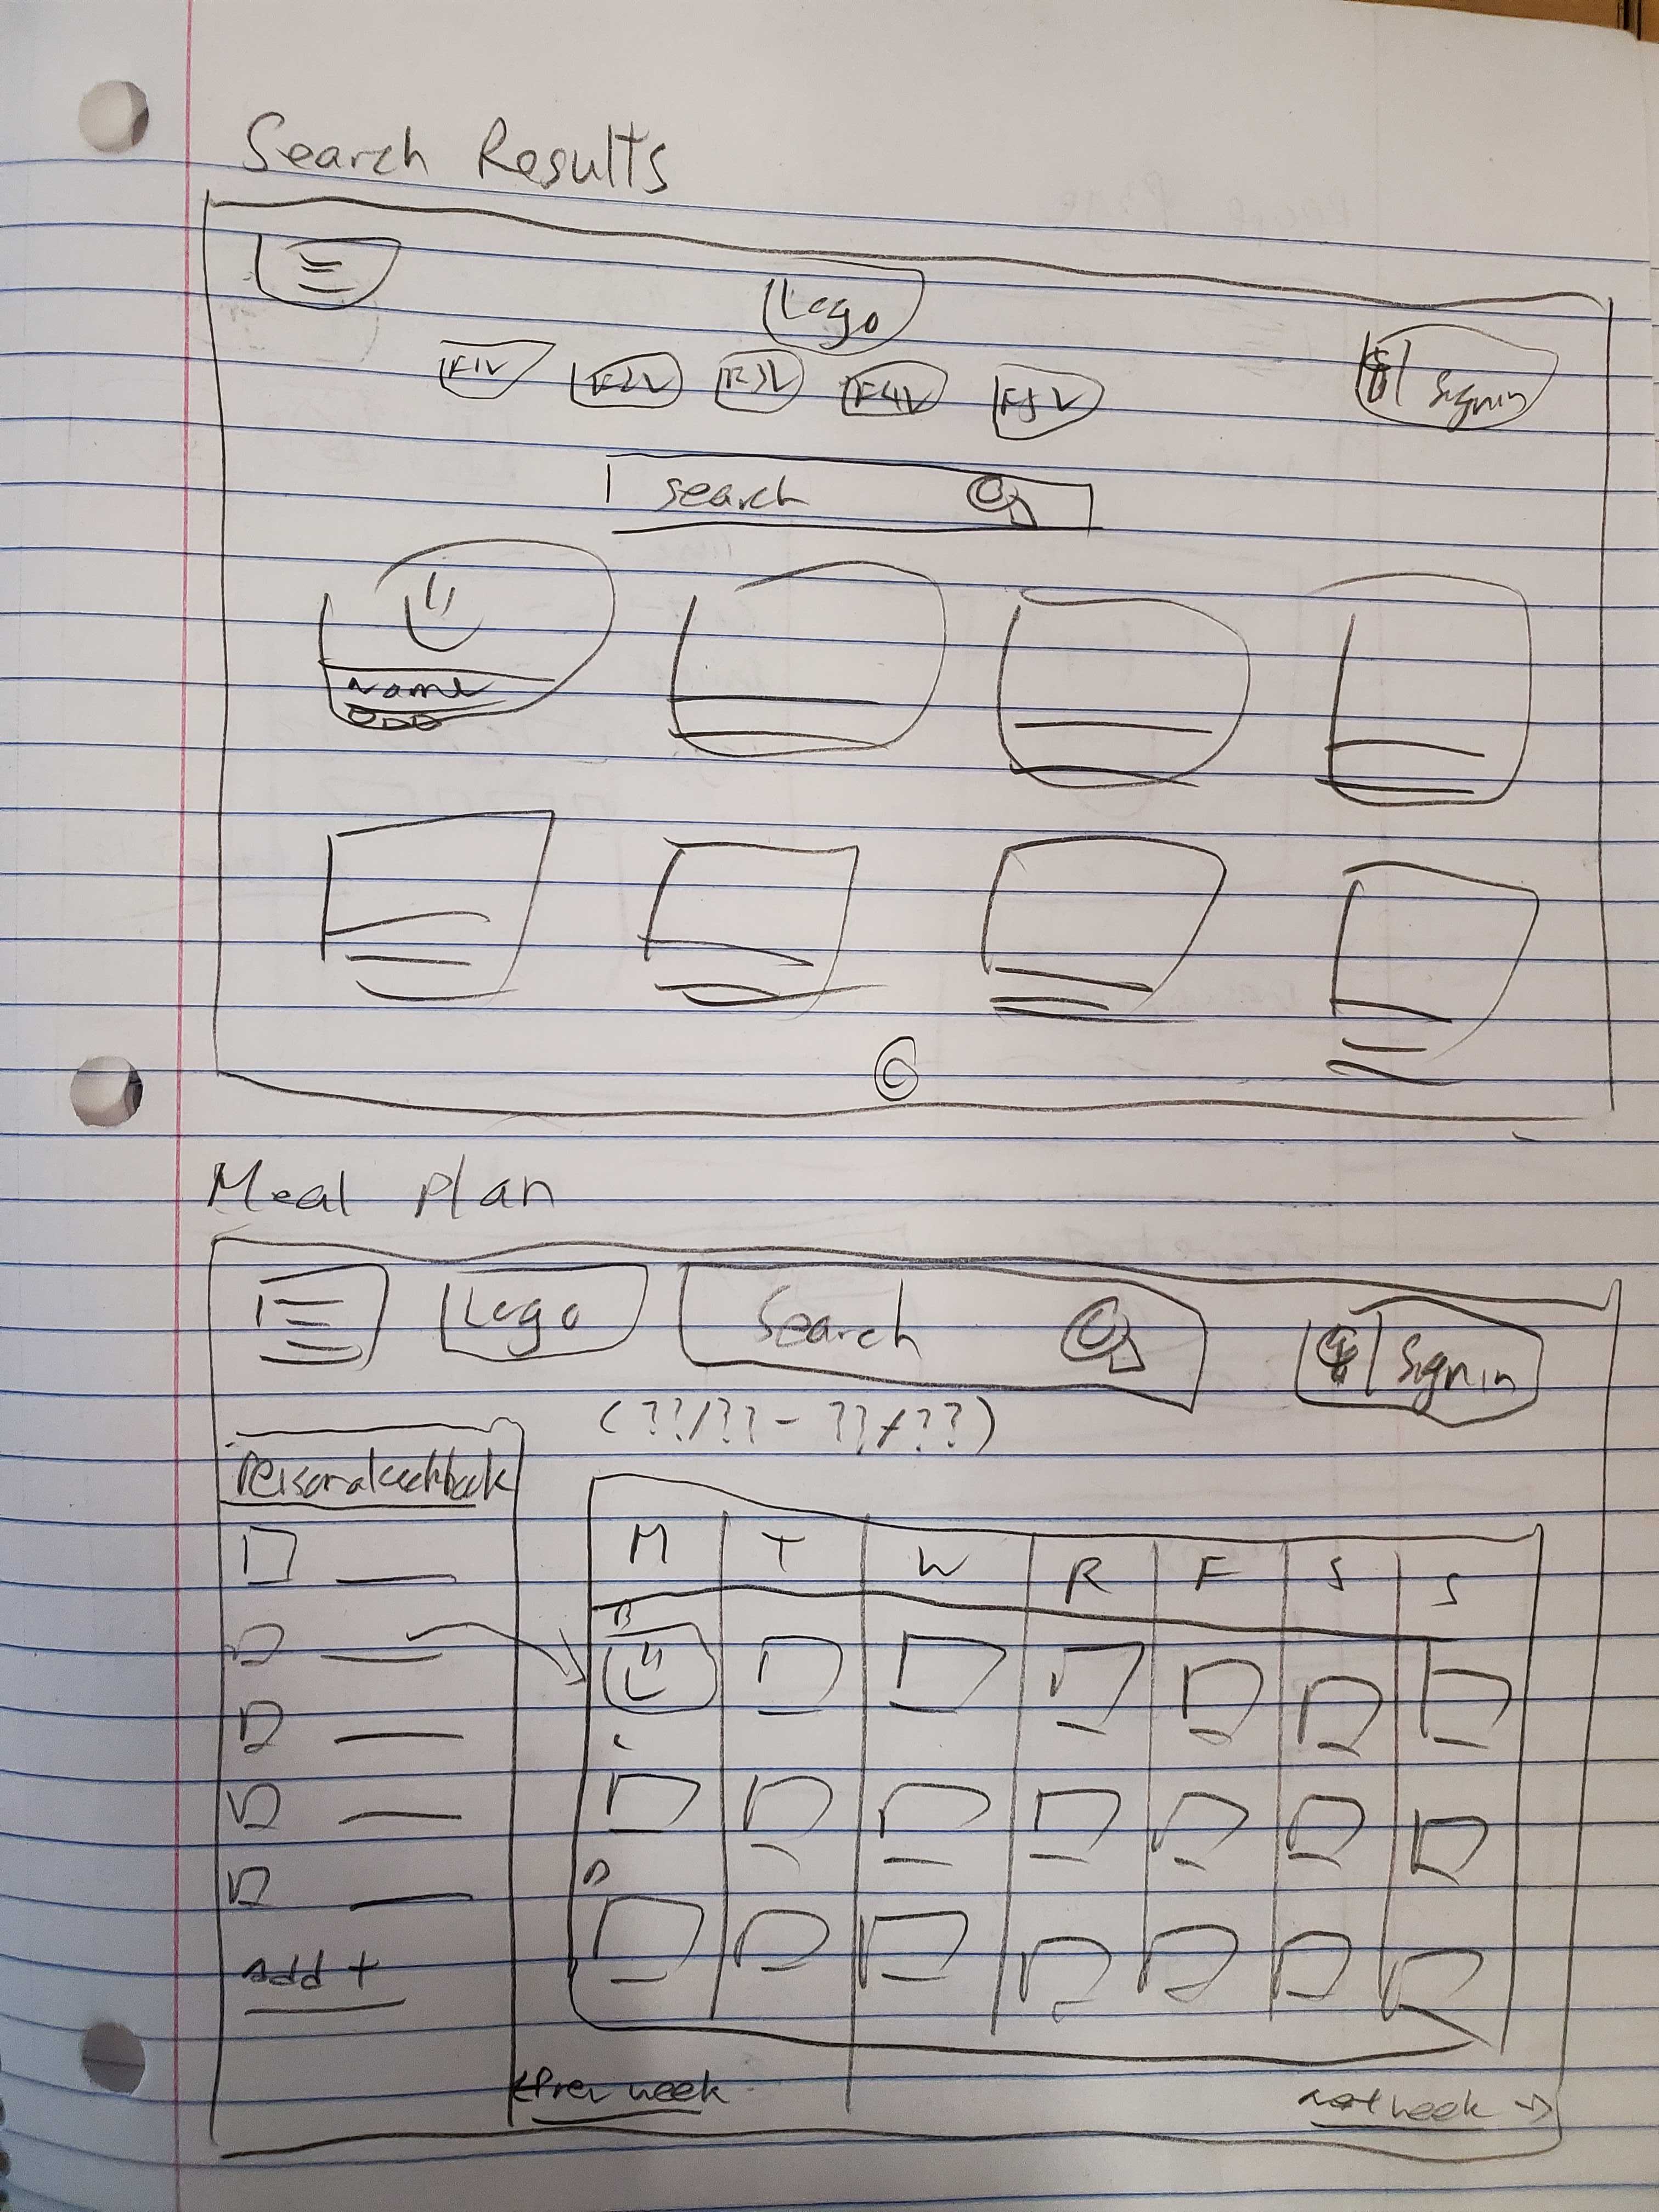 Search Results
Logo
F1V F2V F3V F4V F5V
Sign in
search
Name
©
Meal plan
Logo Search Sign in
(??/?? - ??/??)
Personal cookbook
M T W R F S S
B
L
D
Add +
← Prev week
next week →